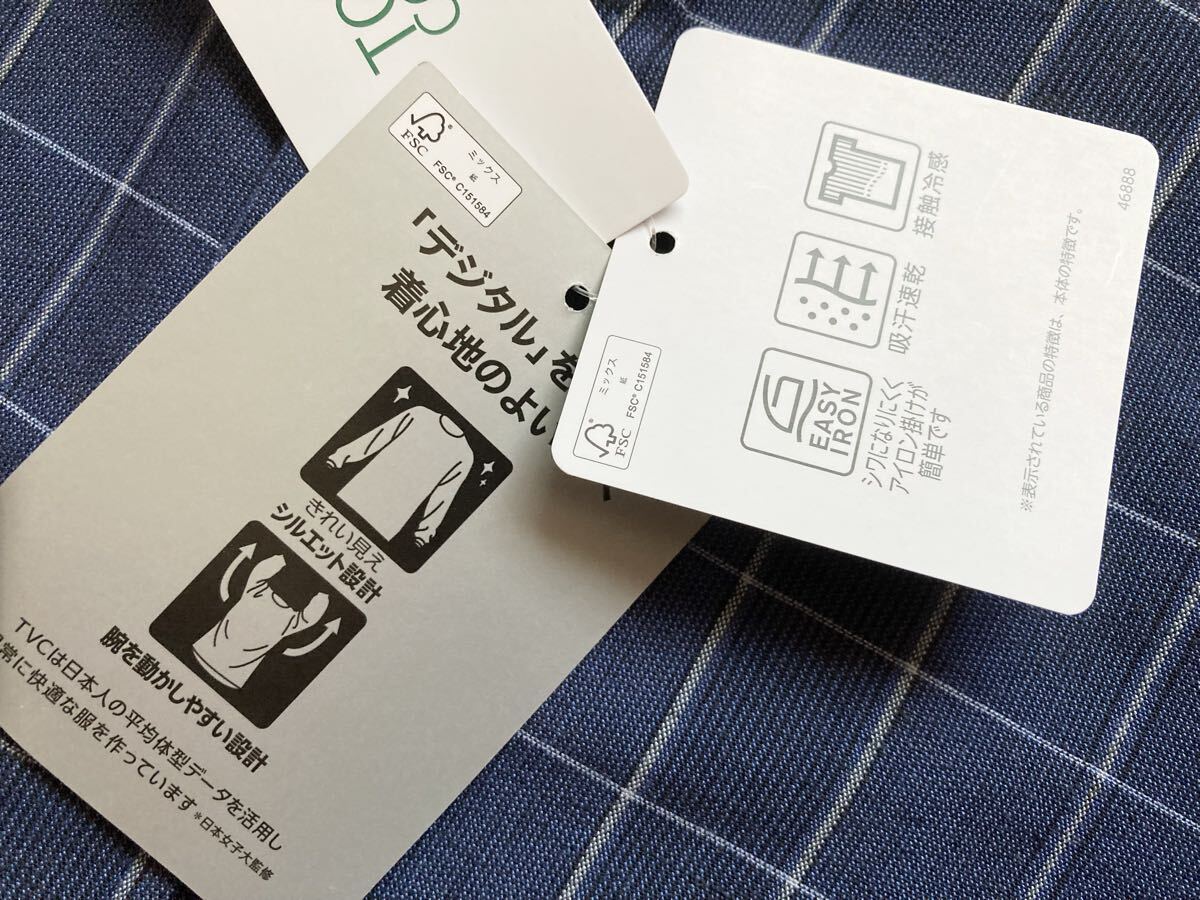 FSC
ミックス
紙
FSC® C151584
「デジタル」を
着心地のよい
きれい見え
シルエット設計
腕を動かしやすい設計
TVCは日本人の平均体型データを活用し
常に快適な服を作っています※日本女子大監修
接触冷感
吸汗速乾
EASY
IRON
シワになりにくく
アイロン掛けが
簡単です
※表示されている商品の特徴は、本体の特徴です。
46888
FSC
ミックス
紙
FSC® C151584